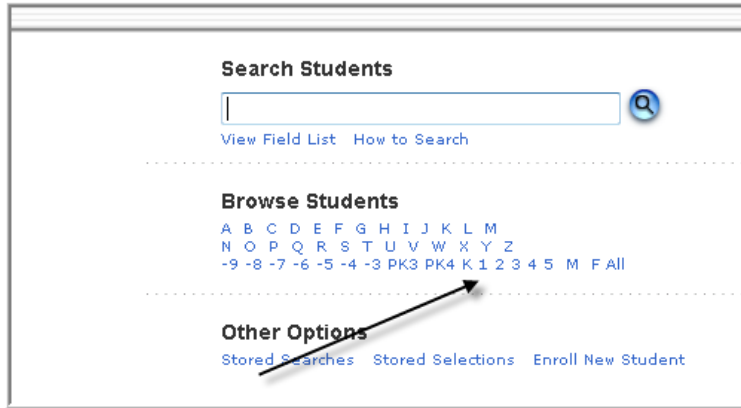 Search Students
View Field List How to Search
Browse Students
A B C D E F G H I J K L M
N O P Q R S T U V W X Y Z
-9 -8 -7 -6 -5 -4 -3 PK3 PK4 K 1 2 3 4 5 M F All
Other Options
Stored Searches Stored Selections Enroll New Student